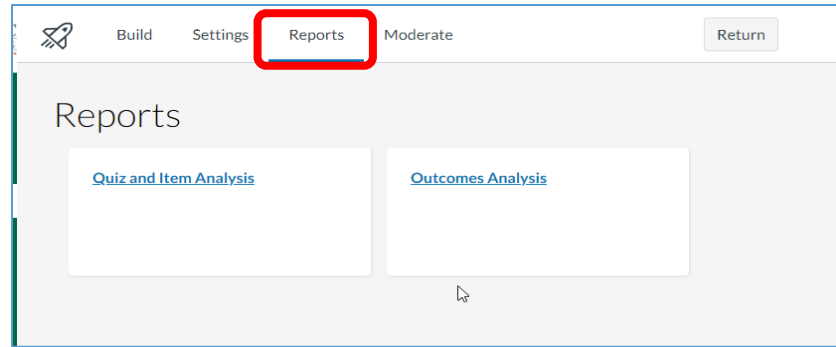 Build Settings Reports Moderate Return
Reports
Quiz and Item Analysis Outcomes Analysis